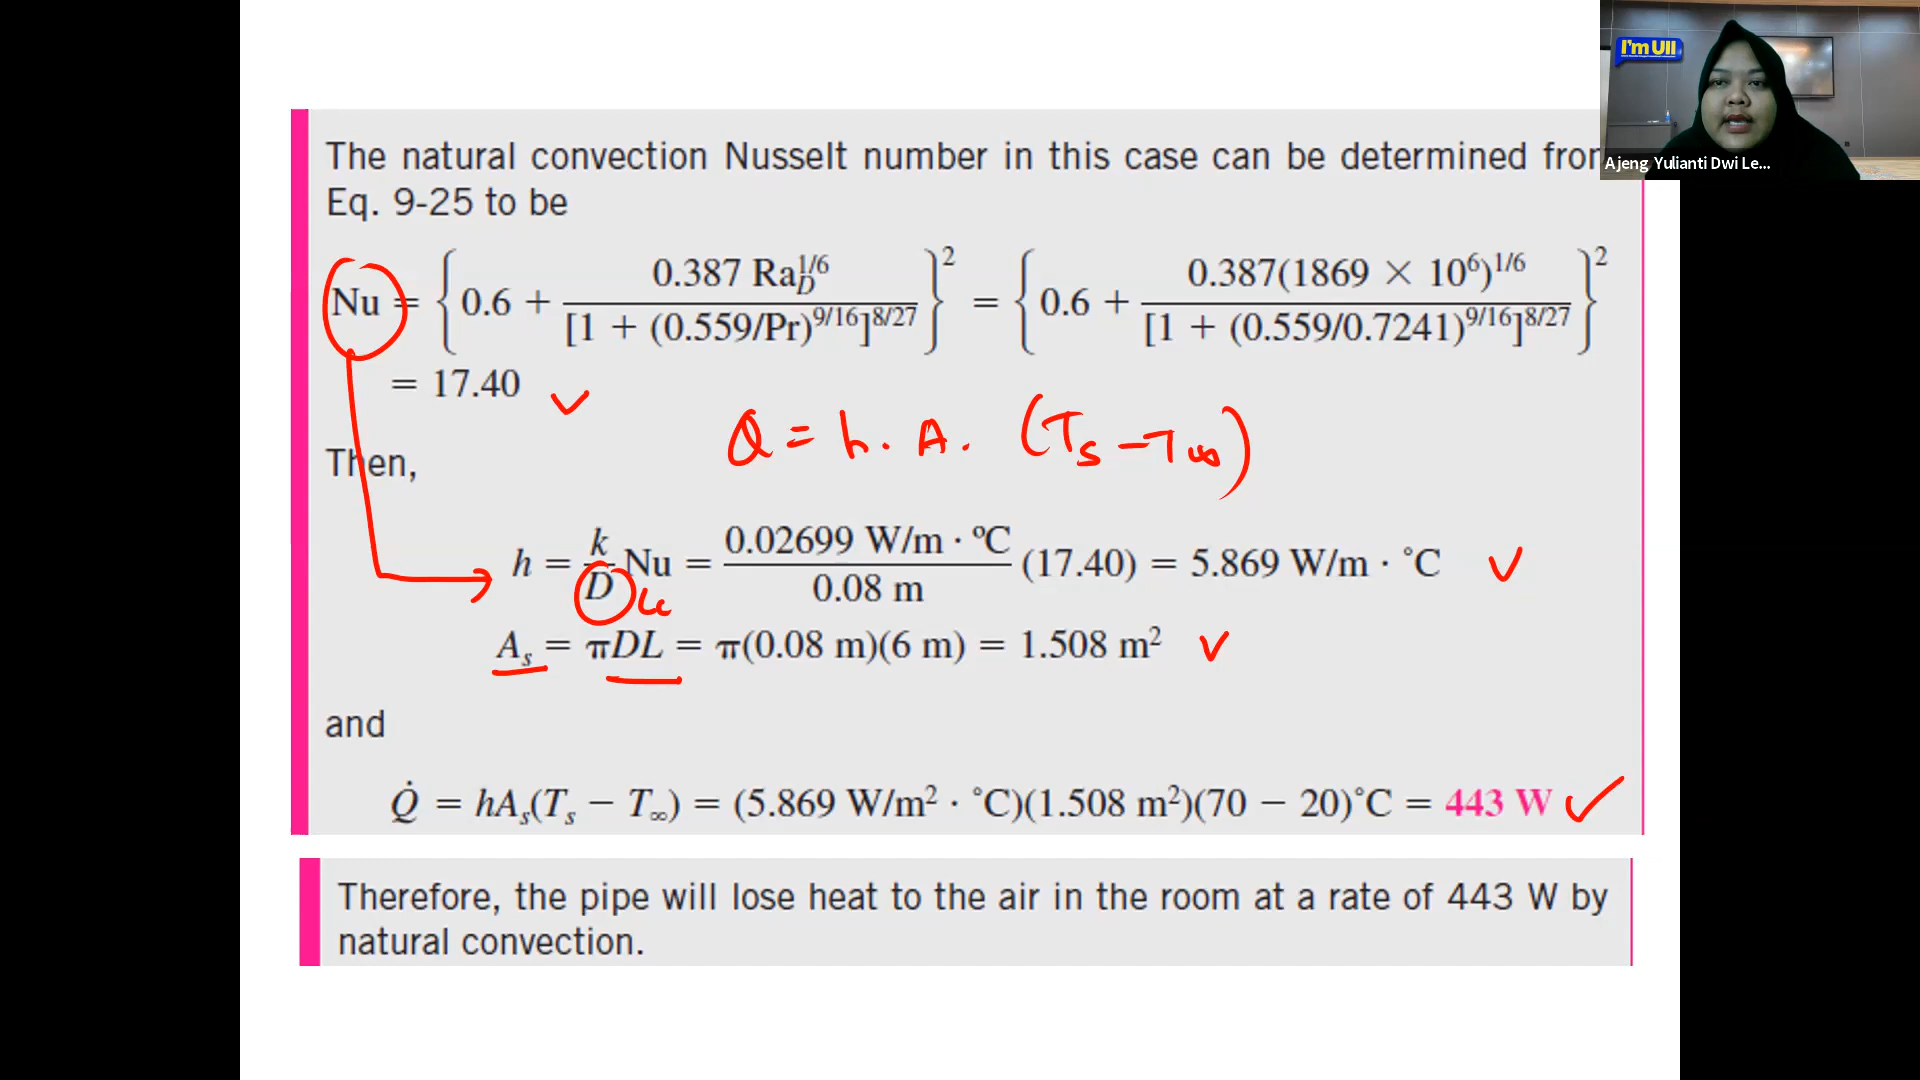 I'm UII
Ajeng Yulianti Dwi Le...
The natural convection Nusselt number in this case can be determined from
Eq. 9-25 to be
Nu = {0.6 + 0.387 Ra_D^1/6 / [1 + (0.559/Pr)^9/16]^8/27}^2 = {0.6 + 0.387(1869 × 10^6)^1/6 / [1 + (0.559/0.7241)^9/16]^8/27}^2
= 17.40 ✓
Q = h . A . (Ts − T∞)
Then,
h = k/D Nu = 0.02699 W/m · ºC / 0.08 m (17.40) = 5.869 W/m · °C ✓
Lc
A_s = πDL = π(0.08 m)(6 m) = 1.508 m² ✓
and
Q̇ = hA_s(T_s − T_∞) = (5.869 W/m² · °C)(1.508 m²)(70 − 20)°C = 443 W ✓
Therefore, the pipe will lose heat to the air in the room at a rate of 443 W by
natural convection.